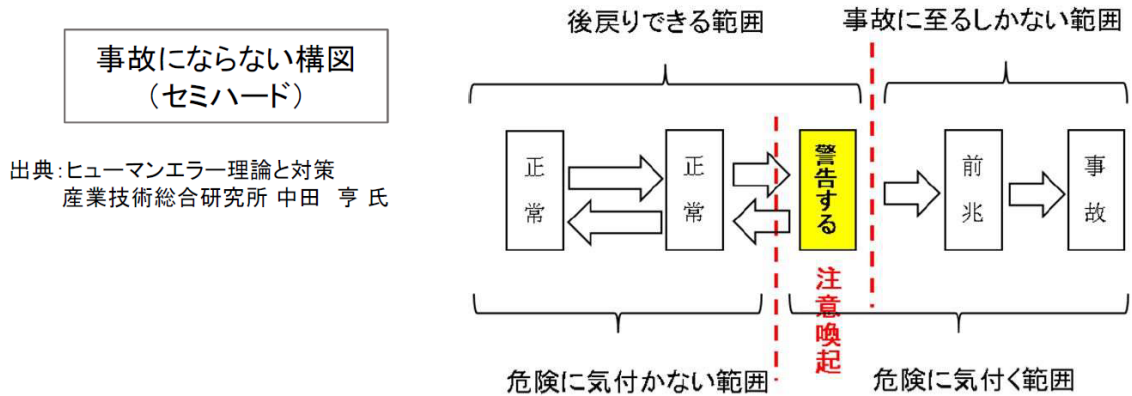 事故にならない構図
（セミハード）
出典：ヒューマンエラー理論と対策
産業技術総合研究所 中田　亨 氏
後戻りできる範囲
事故に至るしかない範囲
正常
正常
警告する
前兆
事故
注意喚起
危険に気付かない範囲
危険に気付く範囲